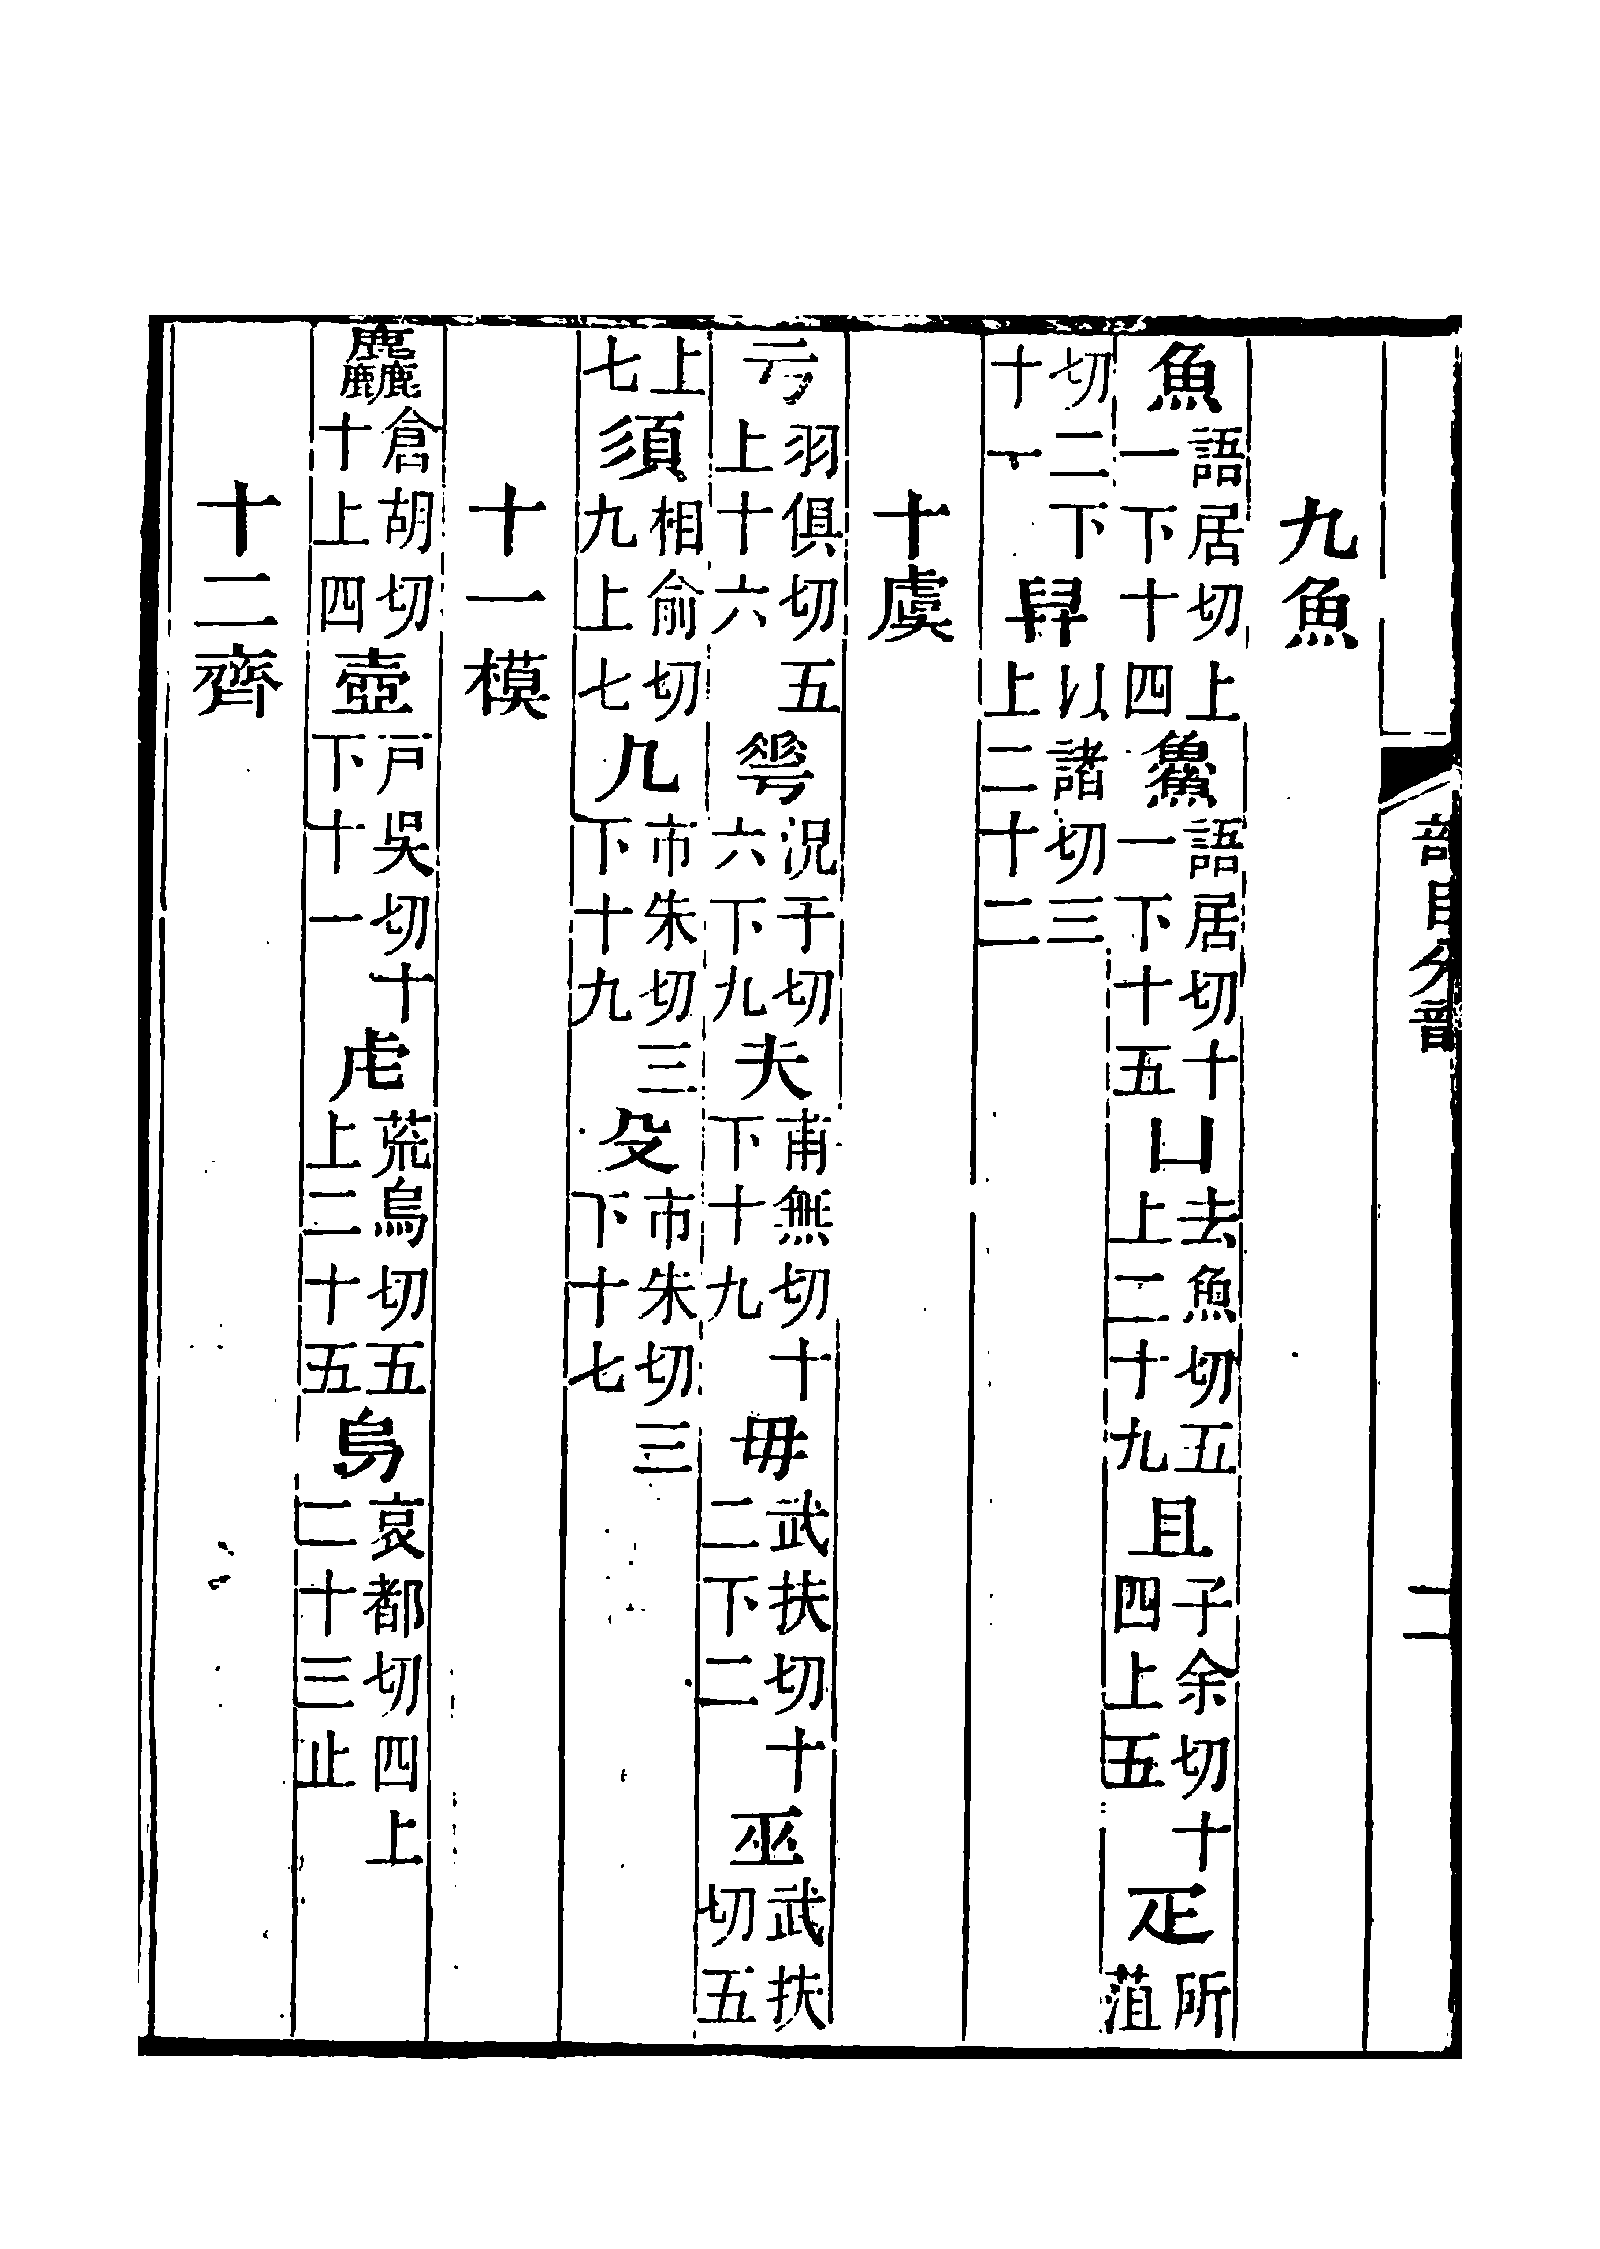 部目分韻 二
九魚
魚語居切上一下十四䲆語居切十一下十五凵去魚切五上二十九且子余切十四上五疋所菹
切二下十一舁以諸切三上二十二
十虞
亏羽俱切五上十六𠌶況于切六下九夫甫無切十下十九毋武扶切十二下二巫武扶切五
上七須相俞切九上七𠘧市朱切三下十九殳市朱切三下十七
十一模
麤倉胡切十上四壺戸吳切十下十一虍荒烏切五上二十五烏哀都切四上二十三止
十二齊